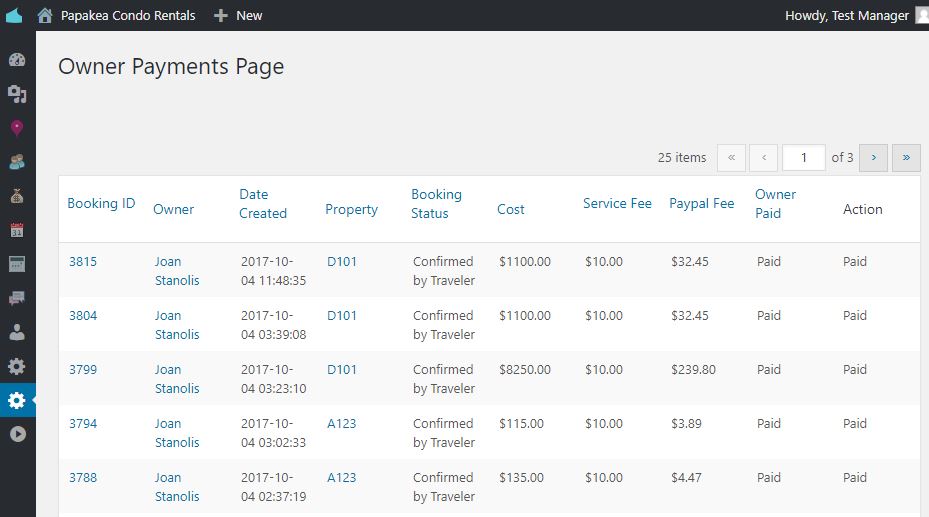 Papakea Condo Rentals + New Howdy, Test Manager
Owner Payments Page
25 items « ‹ 1 of 3 › »
Booking ID Owner Date Created Property Booking Status Cost Service Fee Paypal Fee Owner Paid Action
3815 Joan Stanolis 2017-10-04 11:48:35 D101 Confirmed by Traveler $1100.00 $10.00 $32.45 Paid Paid
3804 Joan Stanolis 2017-10-04 03:39:08 D101 Confirmed by Traveler $1100.00 $10.00 $32.45 Paid Paid
3799 Joan Stanolis 2017-10-04 03:23:10 D101 Confirmed by Traveler $8250.00 $10.00 $239.80 Paid Paid
3794 Joan Stanolis 2017-10-04 03:02:33 A123 Confirmed by Traveler $115.00 $10.00 $3.89 Paid Paid
3788 Joan Stanolis 2017-10-04 02:37:19 A123 Confirmed by Traveler $135.00 $10.00 $4.47 Paid Paid